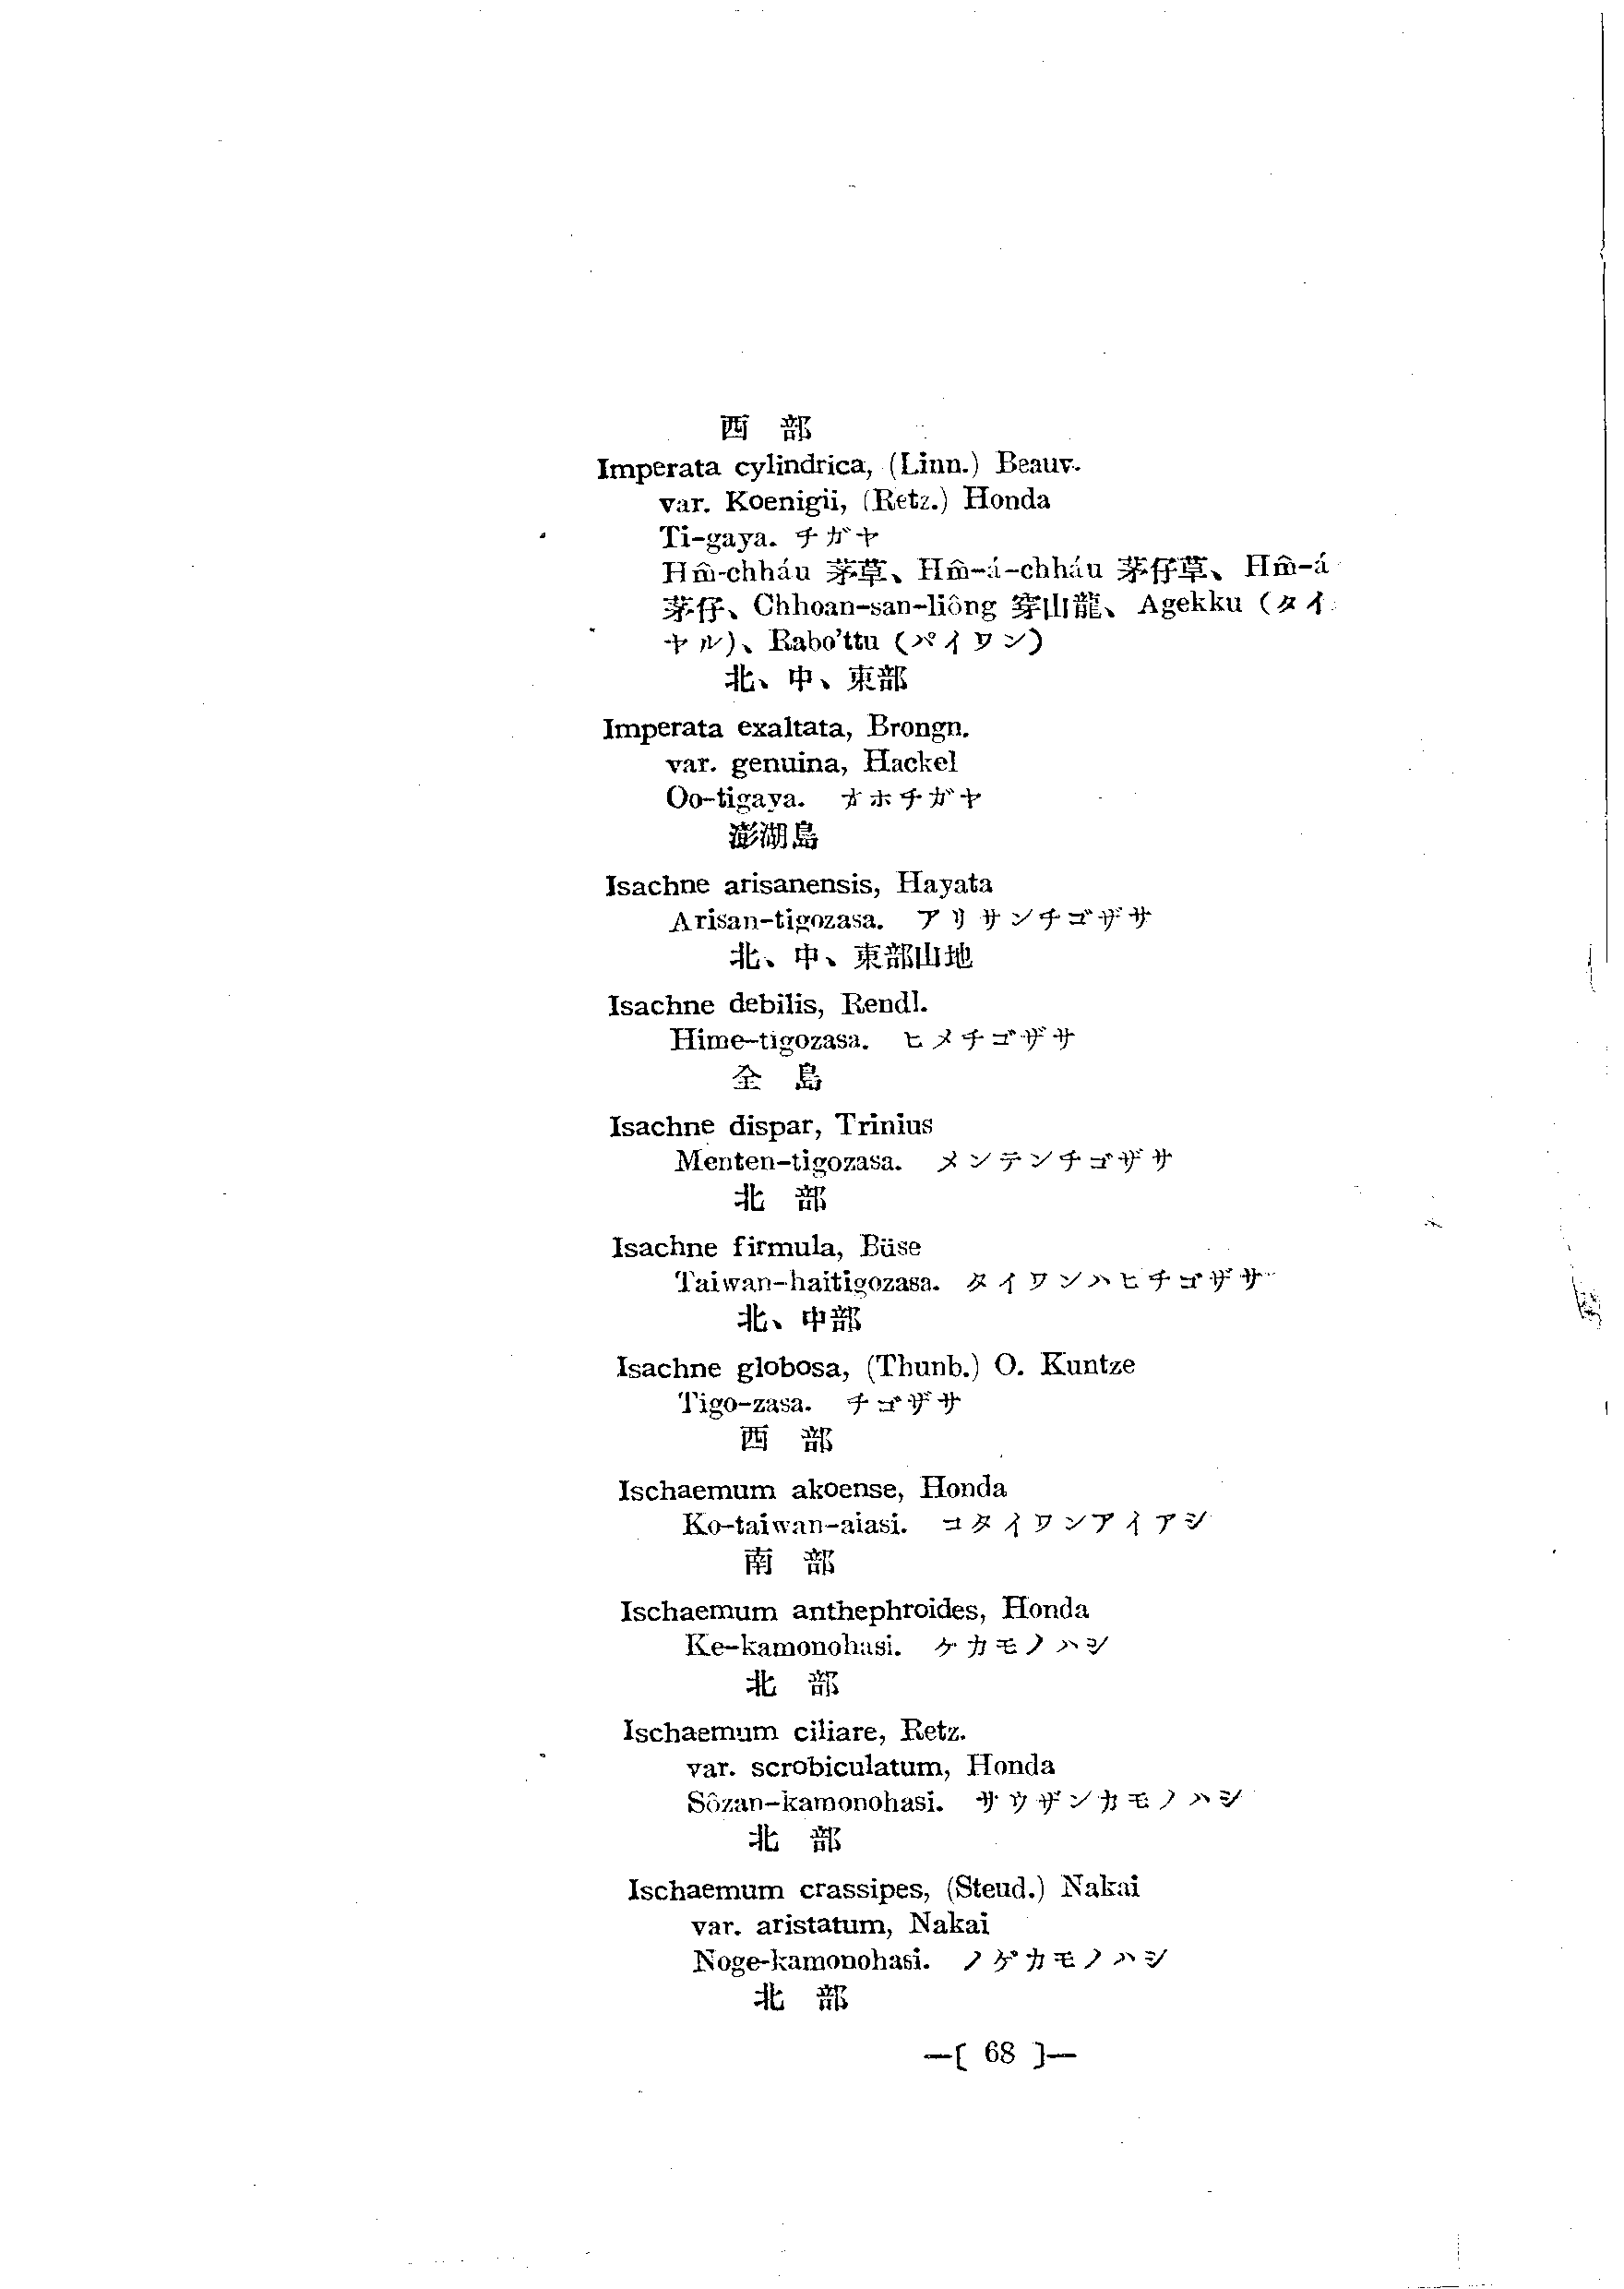 西 部
Imperata cylindrica, (Linn.) Beauv.
var. Koenigii, (Retz.) Honda
Ti-gaya. チガヤ
Hm̂-chháu 茅草、Hm̂-á-chháu 茅仔草、Hm̂-á
茅仔、Chhoan-san-liông 穿山龍、Agekku (タイ
ヤル)、Rabo'ttu (パイワン)
北、中、東部
Imperata exaltata, Brongn.
var. genuina, Hackel
Oo-tigaya. オホチガヤ
澎湖島
Isachne arisanensis, Hayata
Arisan-tigozasa. アリサンチゴザサ
北、中、東部山地
Isachne debilis, Rendl.
Hime-tigozasa. ヒメチゴザサ
全 島
Isachne dispar, Trinius
Menten-tigozasa. メンテンチゴザサ
北 部
Isachne firmula, Büse
Taiwan-haitigozasa. タイワンハヒチゴザサ
北、中部
Isachne globosa, (Thunb.) O. Kuntze
Tigo-zasa. チゴザサ
西 部
Ischaemum akoense, Honda
Ko-taiwan-aiasi. コタイワンアイアシ
南 部
Ischaemum anthephroides, Honda
Ke-kamonohasi. ケカモノハシ
北 部
Ischaemum ciliare, Retz.
var. scrobiculatum, Honda
Sôzan-kamonohasi. サウザンカモノハシ
北 部
Ischaemum crassipes, (Steud.) Nakai
var. aristatum, Nakai
Noge-kamonohasi. ノゲカモノハシ
北 部
—[ 68 ]—